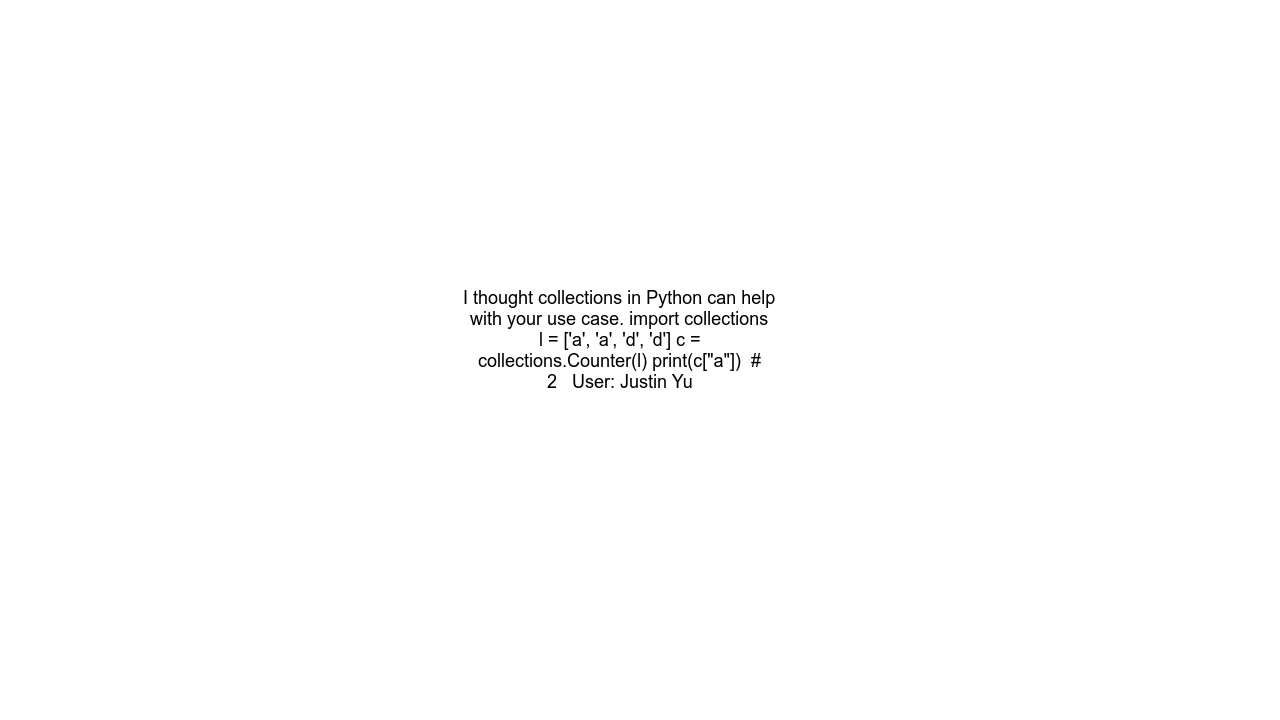 I thought collections in Python can help
with your use case. import collections
l = ['a', 'a', 'd', 'd'] c =
collections.Counter(l) print(c["a"])  #
2   User: Justin Yu